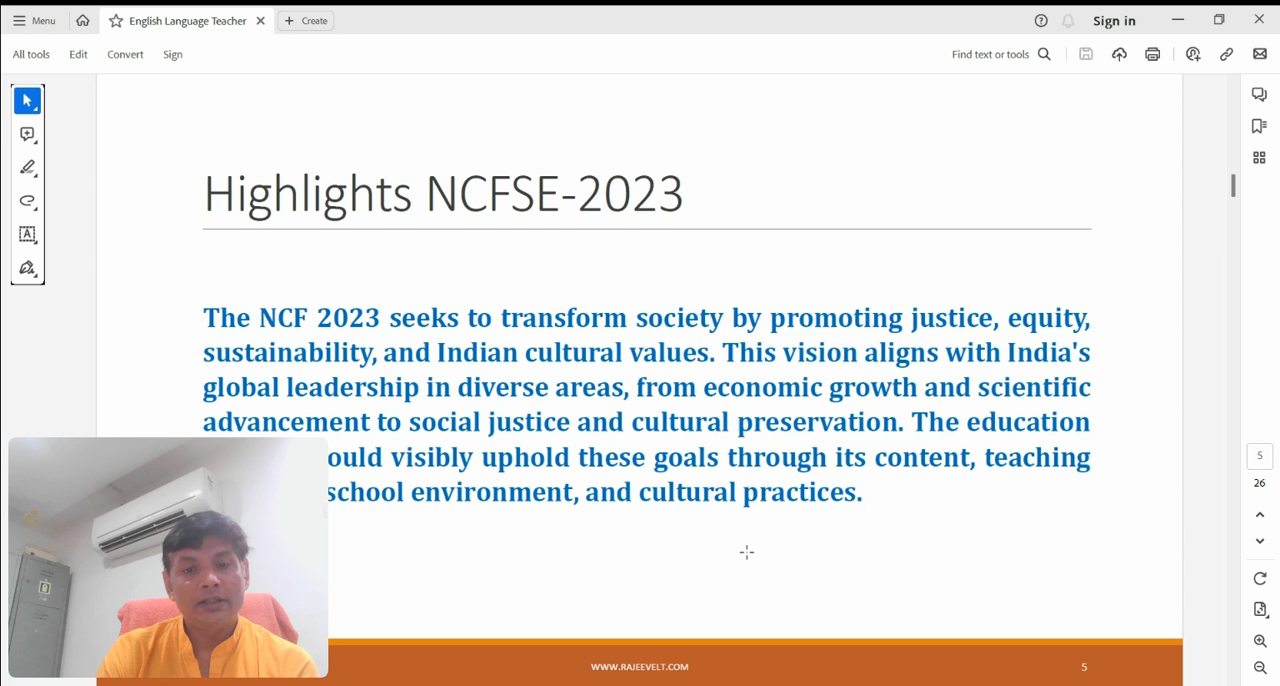 Menu
English Language Teacher
Create
Sign in
All tools
Edit
Convert
Sign
Find text or tools
Highlights NCFSE-2023
The NCF 2023 seeks to transform society by promoting justice, equity,
sustainability, and Indian cultural values. This vision aligns with India's
global leadership in diverse areas, from economic growth and scientific
advancement to social justice and cultural preservation. The education
ould visibly uphold these goals through its content, teaching
school environment, and cultural practices.
5
26
WWW.RAJEEVELT.COM
5